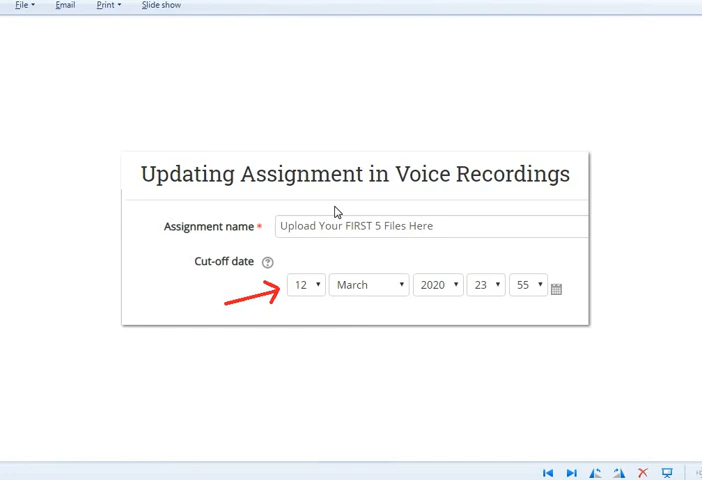 File Email Print Slide show
Updating Assignment in Voice Recordings
Assignment name * Upload Your FIRST 5 Files Here
Cut-off date ?
12 March 2020 23 55